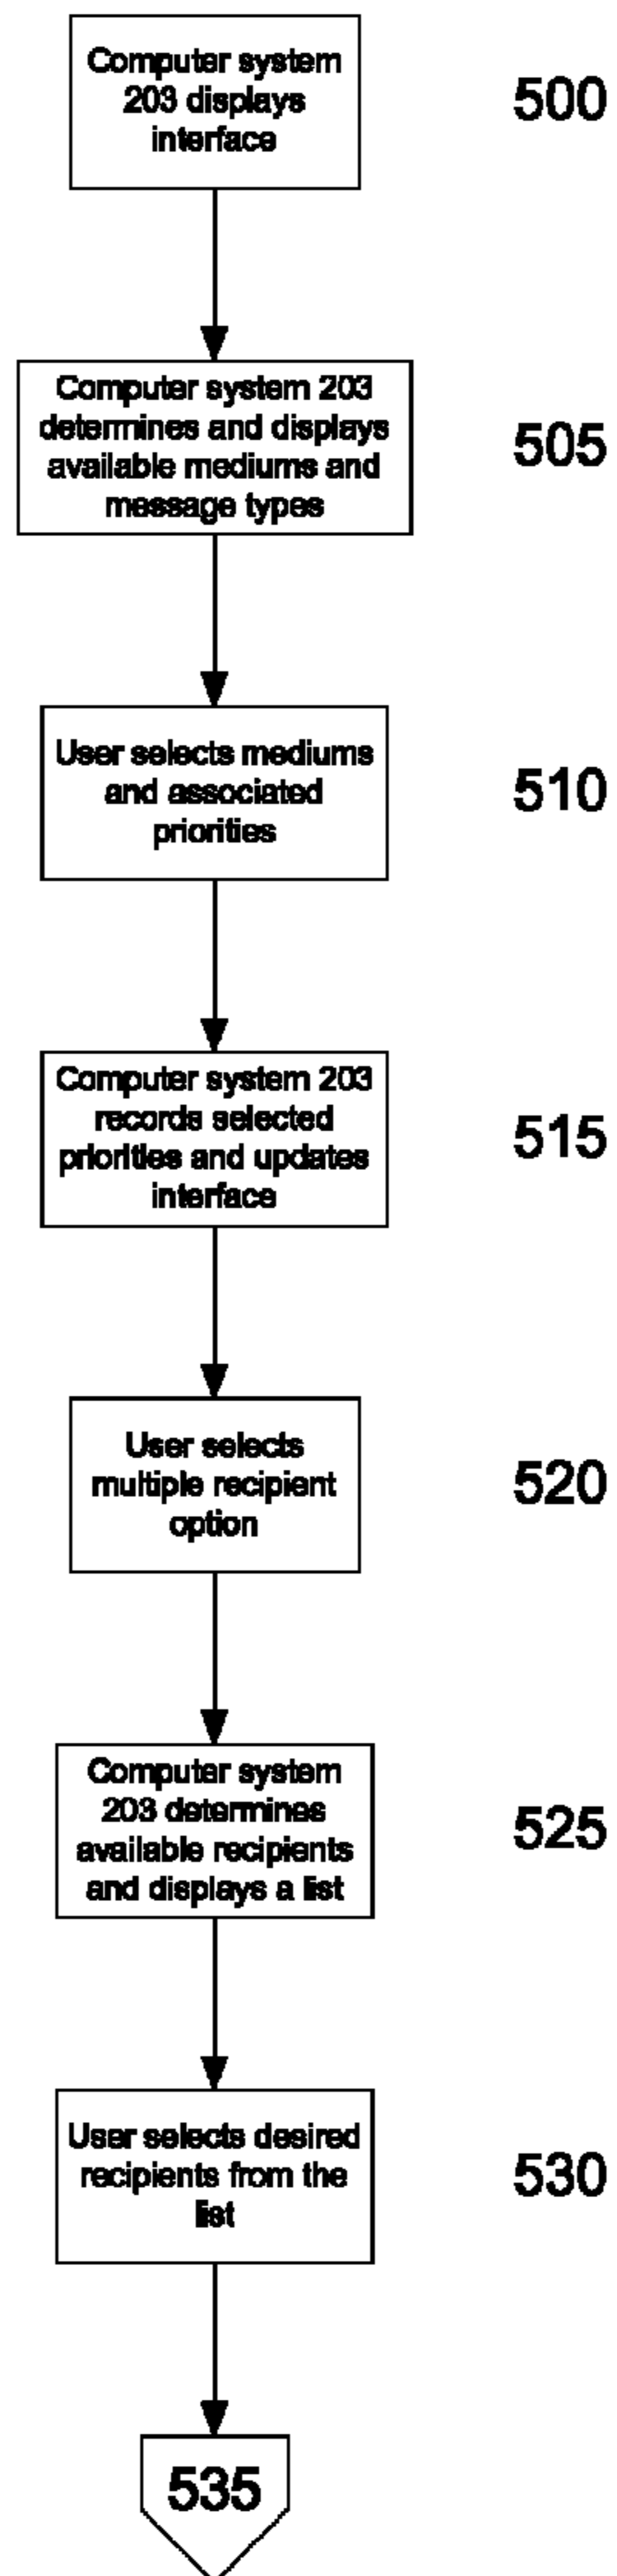 Computer system
203 displays
interface
500
Computer system 203
determines and displays
available mediums and
message types
505
User selects mediums
and associated
priorities
510
Computer system 203
records selected
priorities and updates
interface
515
User selects
multiple recipient
option
520
Computer system
203 determines
available recipients
and displays a list
525
User selects desired
recipients from the
list
530
535